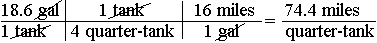 18.6 gal 1 tank 16 miles = 74.4 miles
1 tank 4 quarter-tank 1 gal quarter-tank